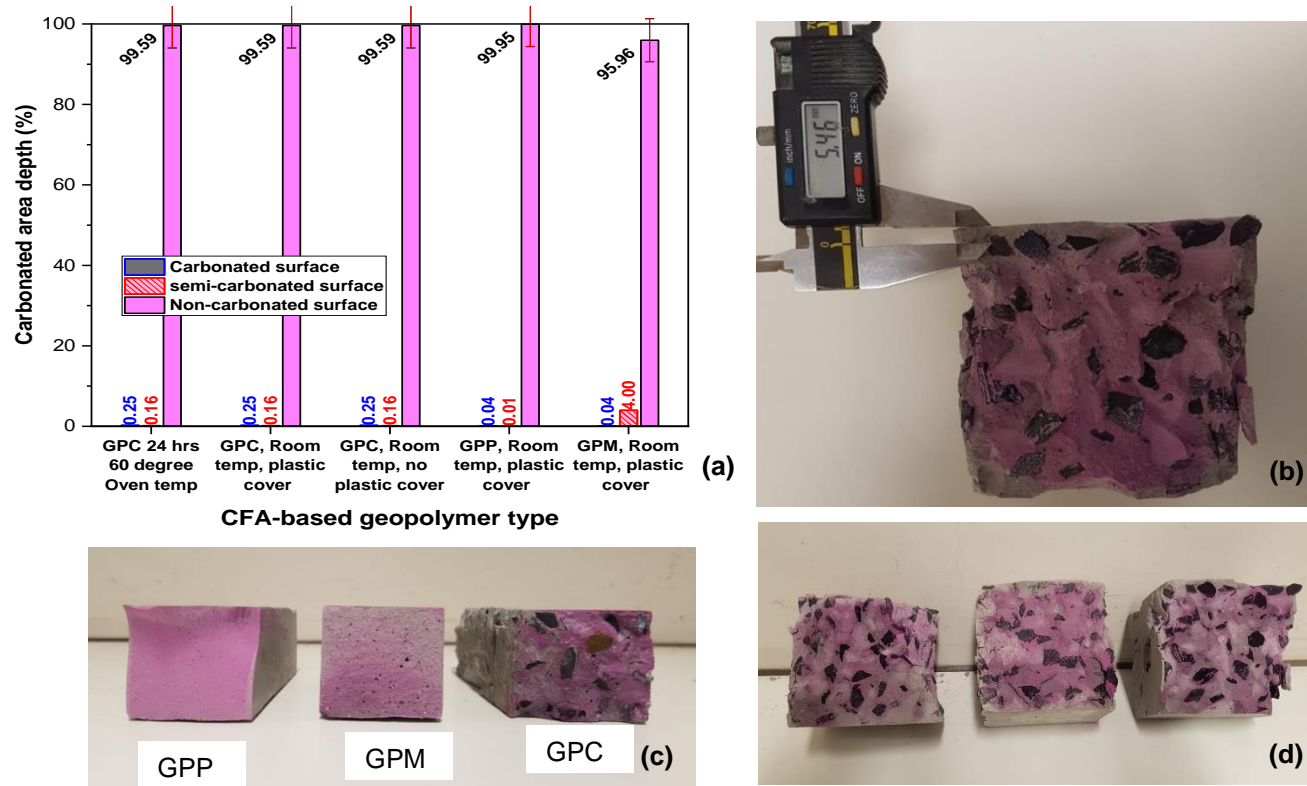 Carbonated area depth (%)
100
80
60
40
20
0
99.59
99.59
99.59
99.95
95.96
Carbonated surface
semi-carbonated surface
Non-carbonated surface
0.25
0.16
0.25
0.16
0.25
0.16
0.04
0.01
0.04
4.00
GPC 24 hrs
60 degree
Oven temp
GPC, Room
temp, plastic
cover
GPC, Room
temp, no
plastic cover
GPP, Room
temp, plastic
cover
GPM, Room
temp, plastic
cover
CFA-based geopolymer type
(a)
70
inch/mm
5.46
mm
ZERO
OFF
ON
0
(b)
GPP
GPM
GPC
(c)
(d)